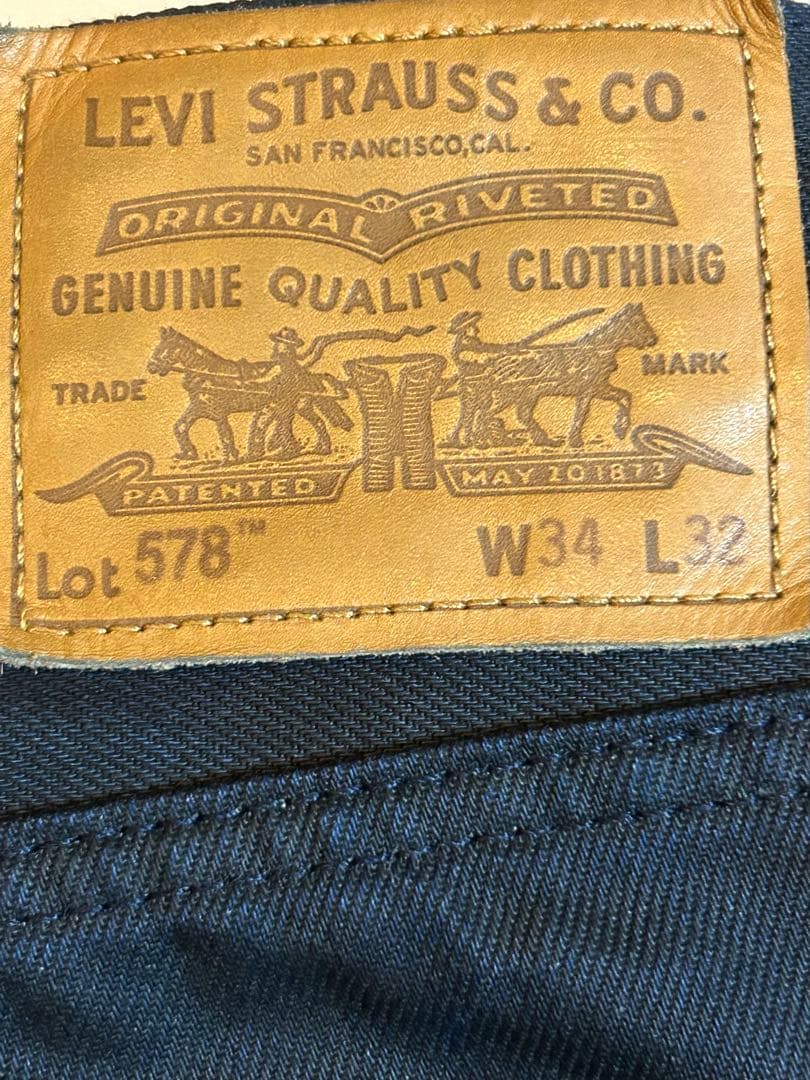 LEVI STRAUSS & CO.
SAN FRANCISCO, CAL.
ORIGINAL RIVETED
GENUINE QUALITY CLOTHING
TRADE MARK
PATENTED MAY 20 1873
Lot 578™ W34 L32